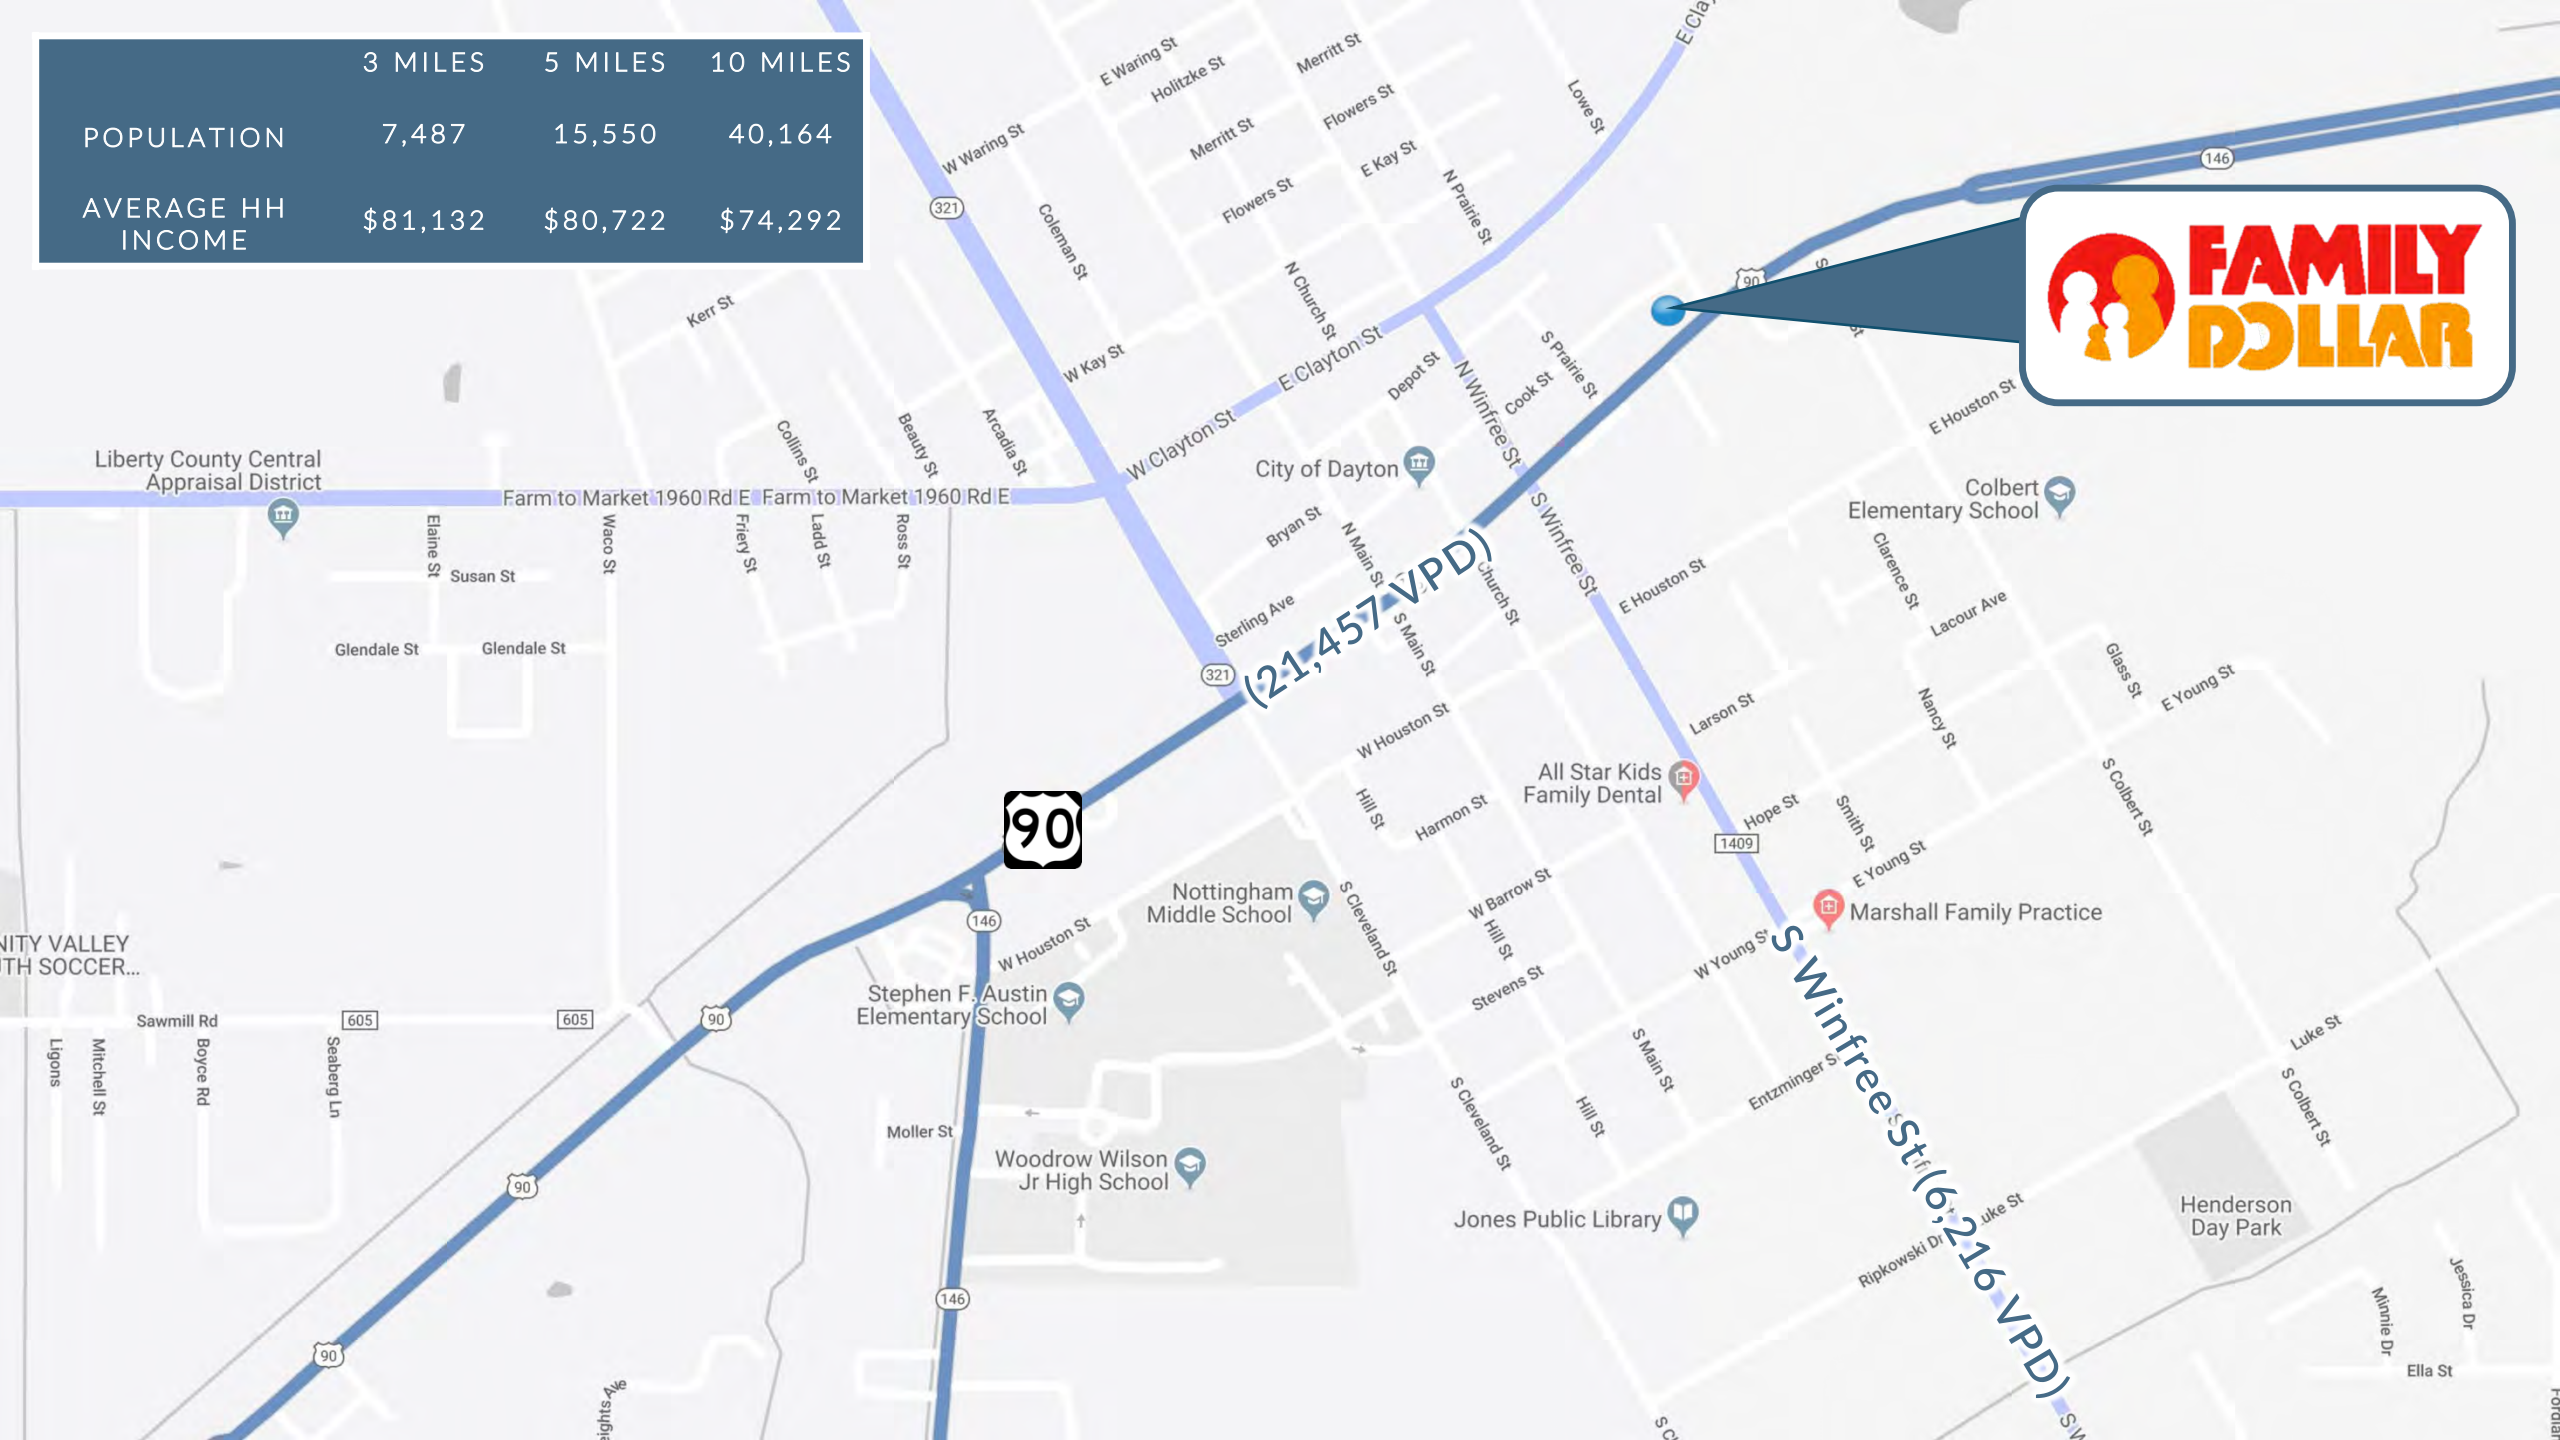 3 MILES 5 MILES 10 MILES
POPULATION 7,487 15,550 40,164
AVERAGE HH
INCOME
$81,132 $80,722 $74,292
FAMILY
DOLLAR
E Waring St
Holitzke St
Merritt St
Lowe St
W Waring St
Merritt St
Flowers St
E Kay St
146
321
Coleman St
Flowers St
N Prairie St
90
Kerr St
N Church St
W Kay St
E Clayton St
Depot St
S Prairie St
Cook St
N Winfree St
E Houston St
Collins St
Beauty St
Arcadia St
W Clayton St
City of Dayton
Liberty County Central
Appraisal District
Farm to Market 1960 Rd E
Farm to Market 1960 Rd E
Colbert
Elementary School
Elaine St
Waco St
Friery St
Ladd St
Ross St
Bryan St
N Main St
S Winfree St
Susan St
(21,457 VPD)
Church St
E Houston St
Clarence St
Lacour Ave
Glendale St
Glendale St
Sterling Ave
S Main St
321
Glass St
E Young St
W Houston St
Larson St
Nancy St
All Star Kids
Family Dental
90
Hill St
Harmon St
1409
Hope St
Smith St
S Colbert St
E Young St
Nottingham
Middle School
S Cleveland St
W Barrow St
Marshall Family Practice
146
W Houston St
Hill St
W Young St
NITY VALLEY
TH SOCCER...
Stephen F. Austin
Elementary School
Stevens St
S Winfree St (6,216 VPD)
Sawmill Rd
605
605
90
Luke St
Ligons
Mitchell St
Boyce Rd
Seaberg Ln
S Main St
Entzminger S
S Colbert St
Moller St
S Cleveland St
Hill St
Woodrow Wilson
Jr High School
90
Jones Public Library
uke St
Henderson
Day Park
Ripkowski Dr
146
90
Minnie Dr
Jessica Dr
Ella St